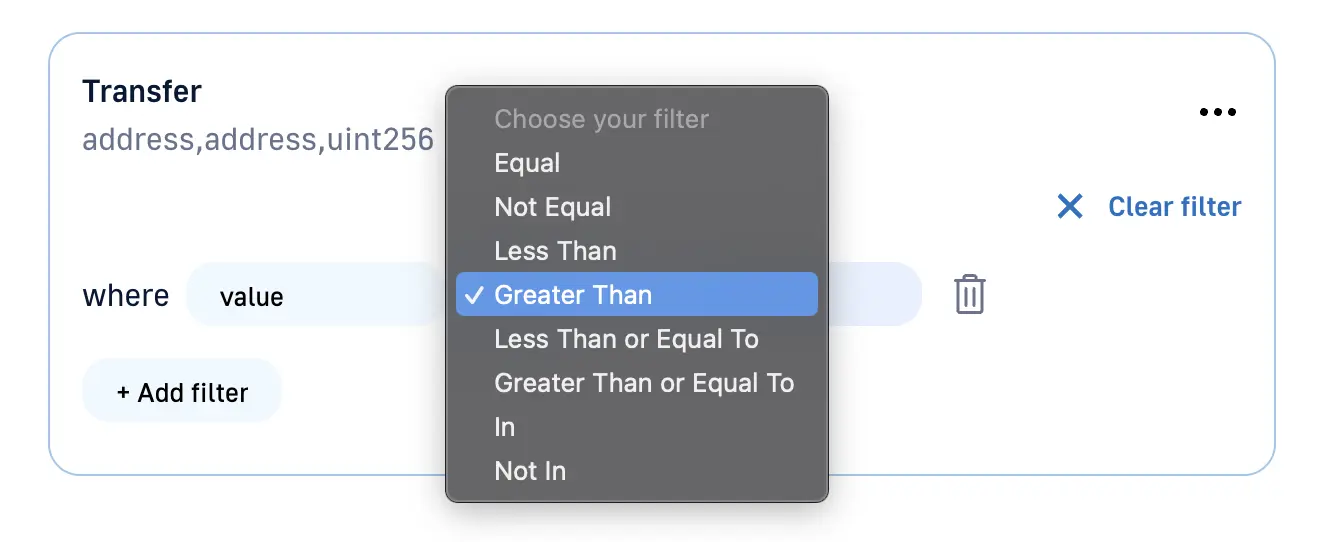 Transfer
address,address,uint256
Choose your filter
Equal
Not Equal
Less Than
✓ Greater Than
Less Than or Equal To
Greater Than or Equal To
In
Not In
Clear filter
where value
+ Add filter